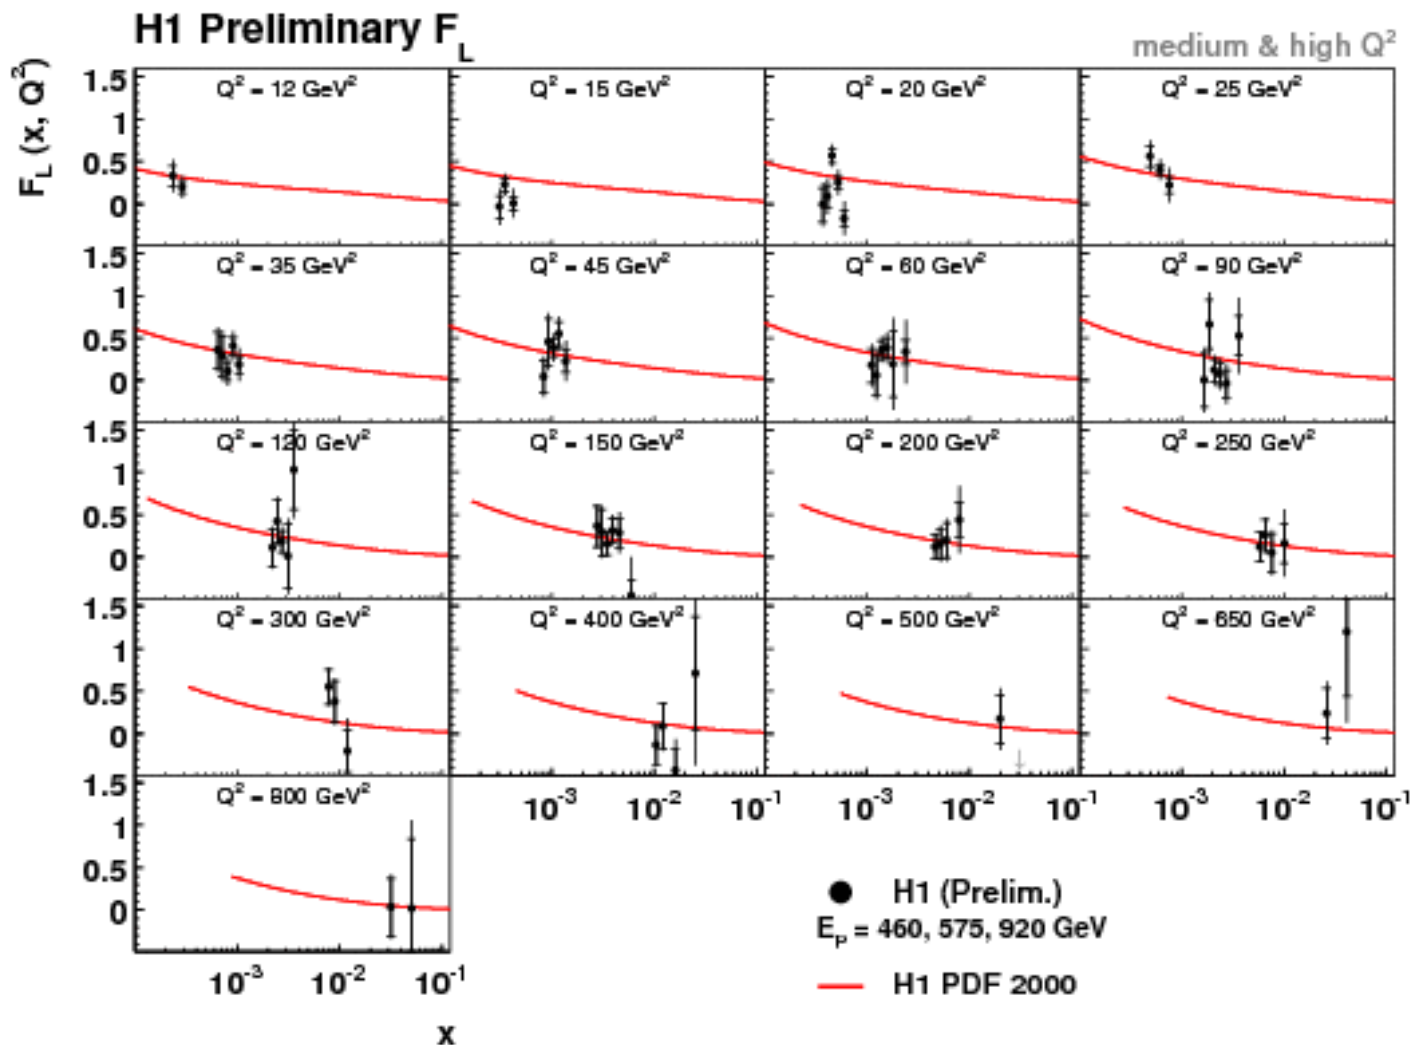 H1 Preliminary F_L
medium & high Q²
F_L (x, Q²)
1.5
1
0.5
0
Q² = 12 GeV²
Q² = 15 GeV²
Q² = 20 GeV²
Q² = 25 GeV²
1.5
1
0.5
0
Q² = 35 GeV²
Q² = 45 GeV²
Q² = 60 GeV²
Q² = 90 GeV²
1.5
1
0.5
0
Q² = 120 GeV²
Q² = 150 GeV²
Q² = 200 GeV²
Q² = 250 GeV²
1.5
1
0.5
0
Q² = 300 GeV²
Q² = 400 GeV²
Q² = 500 GeV²
Q² = 650 GeV²
1.5
1
0.5
0
Q² = 800 GeV²
10⁻³ 10⁻² 10⁻¹
10⁻³ 10⁻² 10⁻¹
10⁻³ 10⁻² 10⁻¹
H1 (Prelim.)
E_P = 460, 575, 920 GeV
H1 PDF 2000
10⁻³ 10⁻² 10⁻¹
x